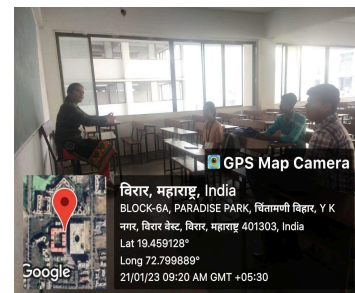 GPS Map Camera
विरार, महाराष्ट्र, India
BLOCK-6A, PARADISE PARK, चिंतामणी विहार, Y K
नगर, विरार वेस्ट, विरार, महाराष्ट्र 401303, India
Lat 19.459128°
Long 72.799889°
21/01/23 09:20 AM GMT +05:30
Google